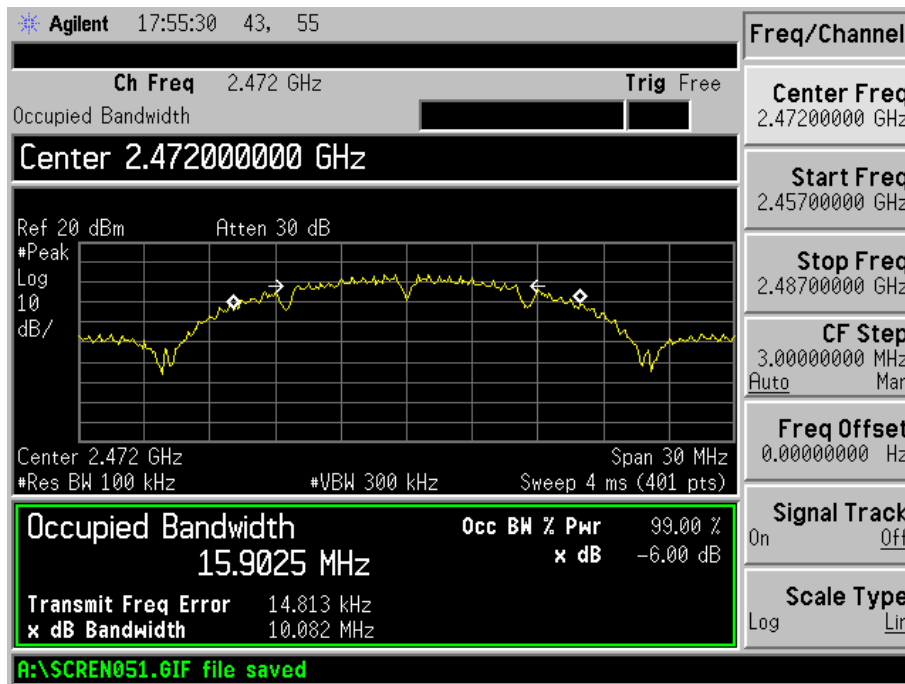 Agilent 17:55:30 43, 55
Ch Freq 2.472 GHz Trig Free
Occupied Bandwidth
Center 2.472000000 GHz
Ref 20 dBm Atten 30 dB
#Peak
Log
10
dB/
Center 2.472 GHz Span 30 MHz
#Res BW 100 kHz #VBW 300 kHz Sweep 4 ms (401 pts)
Occupied Bandwidth
15.9025 MHz
Occ BW % Pwr 99.00 %
x dB -6.00 dB
Transmit Freq Error 14.813 kHz
x dB Bandwidth 10.082 MHz
A:\SCREN051.GIF file saved
Freq/Channel
Center Freq
2.47200000 GHz
Start Freq
2.45700000 GHz
Stop Freq
2.48700000 GHz
CF Step
3.00000000 MHz
Auto Man
Freq Offset
0.00000000 Hz
Signal Track
On Off
Scale Type
Log Lin